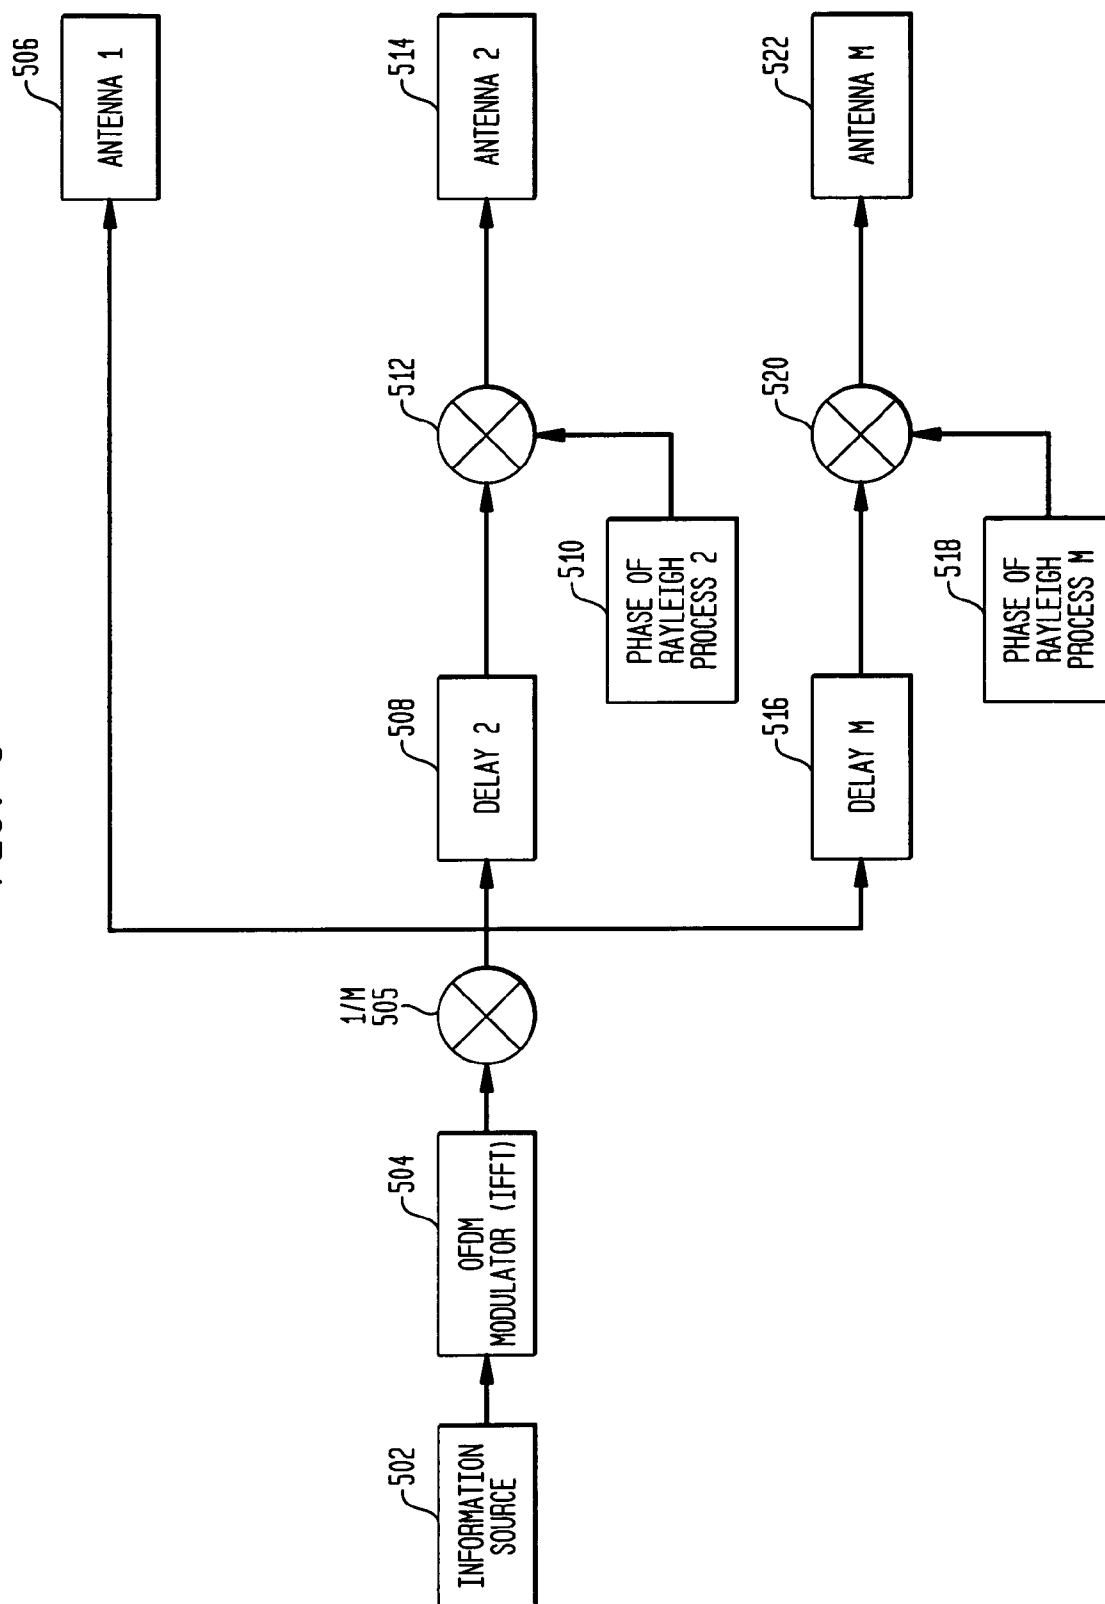 506
ANTENNA 1
514
ANTENNA 2
522
ANTENNA M
512
520
510
PHASE OF
RAYLEIGH
PROCESS 2
518
PHASE OF
RAYLEIGH
PROCESS M
508
DELAY 2
516
DELAY M
1/M
505
504
OFDM
MODULATOR (IFFT)
502
INFORMATION
SOURCE